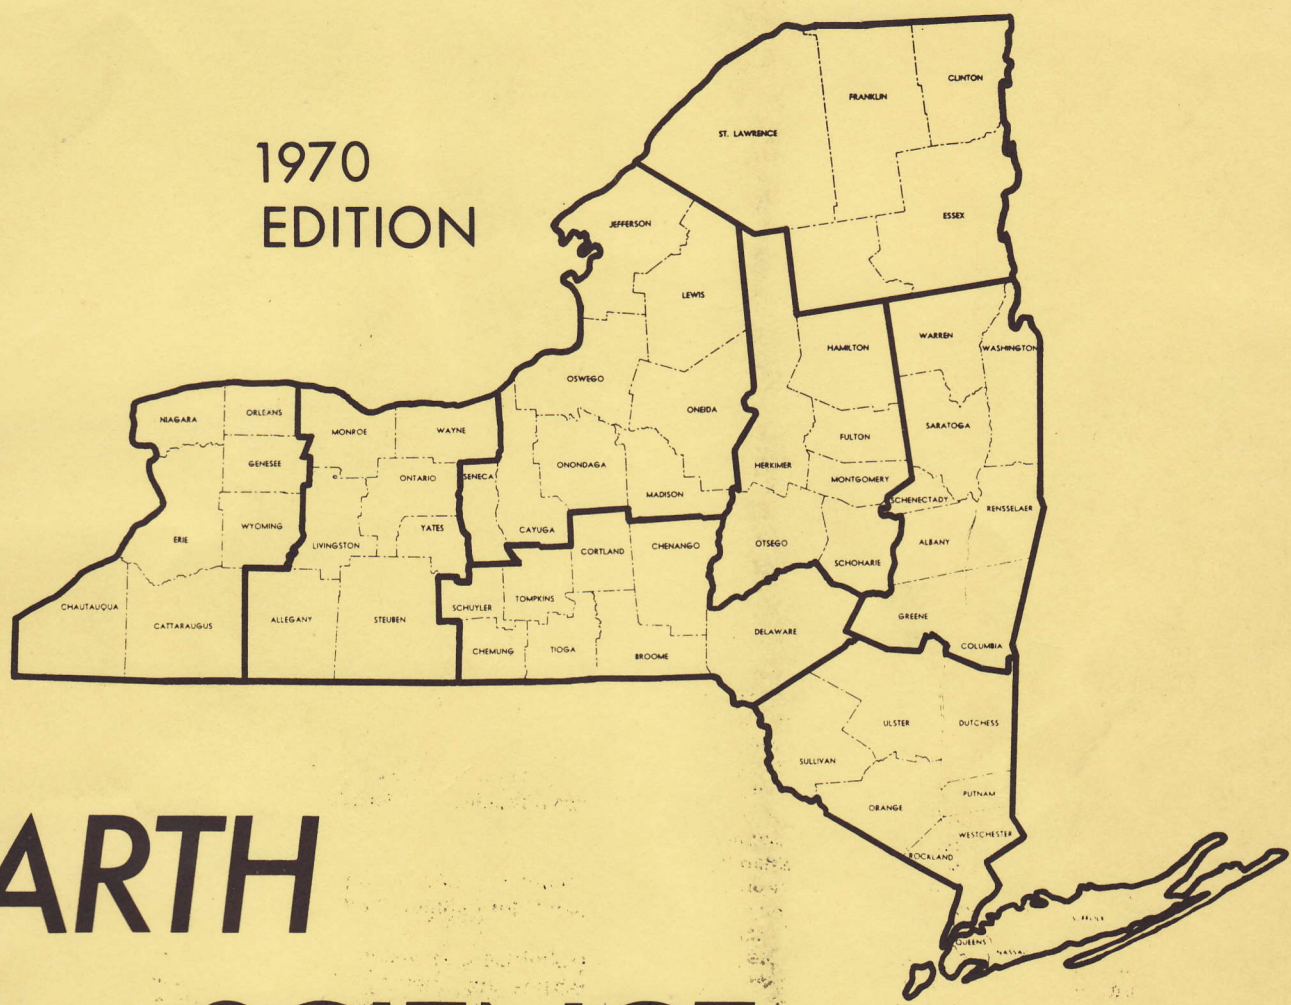 1970
EDITION
CLINTON
FRANKLIN
ST. LAWRENCE
ESSEX
JEFFERSON
LEWIS
HAMILTON
WARREN
WASHINGTON
OSWEGO
ONEIDA
NIAGARA
ORLEANS
MONROE
WAYNE
SARATOGA
FULTON
GENESEE
ONTARIO
SENECA
ONONDAGA
HERKIMER
MONTGOMERY
MADISON
SCHENECTADY
RENSSELAER
ERIE
WYOMING
YATES
CAYUGA
LIVINGSTON
CORTLAND
CHENANGO
OTSEGO
ALBANY
SCHOHARIE
CHAUTAUQUA
CATTARAUGUS
ALLEGANY
STEUBEN
SCHUYLER
TOMPKINS
GREENE
DELAWARE
COLUMBIA
CHEMUNG
TIOGA
BROOME
ULSTER
DUTCHESS
SULLIVAN
PUTNAM
ORANGE
WESTCHESTER
ROCKLAND
ARTH
QUEENS
SCIENCE